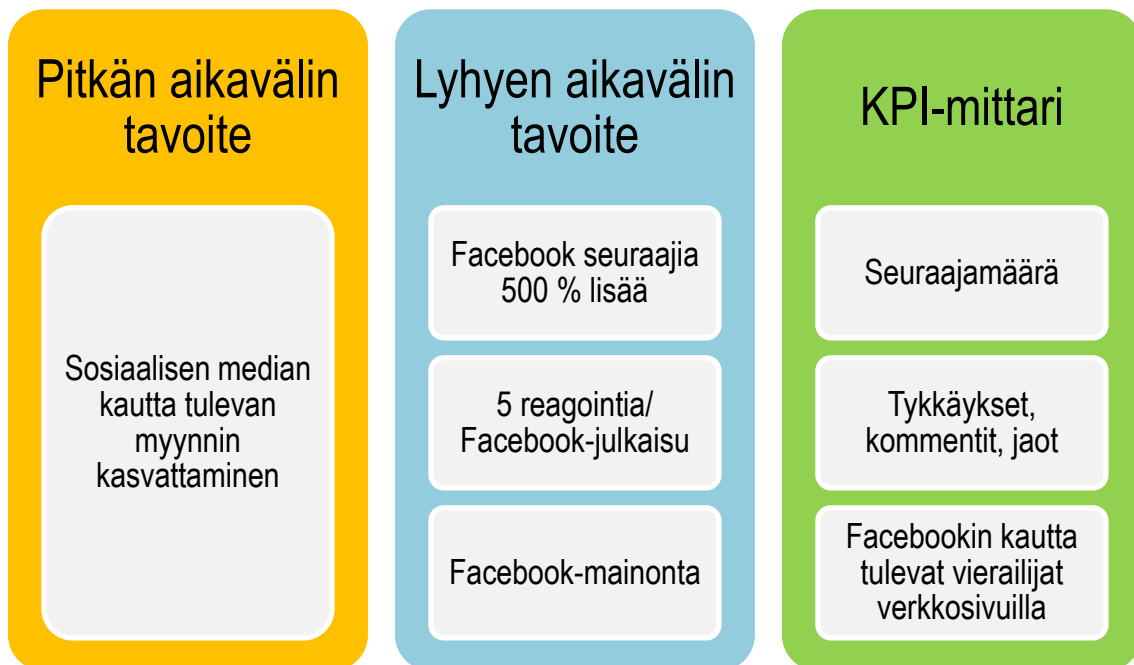 Pitkän aikavälin
tavoite
Sosiaalisen median
kautta tulevan
myynnin
kasvattaminen
Lyhyen aikavälin
tavoite
Facebook seuraajia
500 % lisää
5 reagointia/
Facebook-julkaisu
Facebook-mainonta
KPI-mittari
Seuraajamäärä
Tykkäykset,
kommentit, jaot
Facebookin kautta
tulevat vierailijat
verkkosivuilla